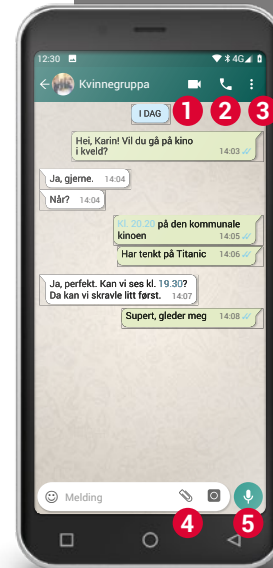 12:30 4G
Kvinnegruppa
I DAG
1 2 3
Hei, Karin! Vil du gå på kino
i kveld? 14:03
Ja, gjerne. 14:04
Når? 14:04
Kl. 20.20 på den kommunale
kinoen 14:05
Har tenkt på Titanic 14:06
Ja, perfekt. Kan vi ses kl. 19.30?
Da kan vi skravle litt først. 14:07
Supert, gleder meg 14:08
Melding
4 5